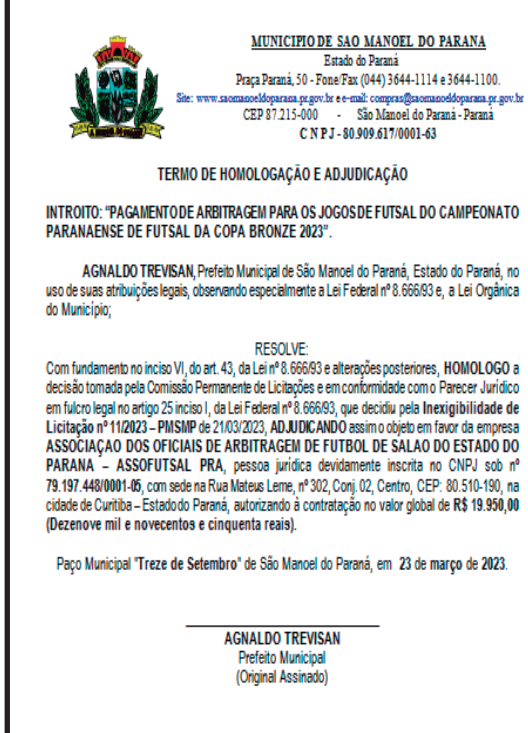 MUNICIPIO DE SAO MANOEL DO PARANA
Estado do Paraná
Praça Paraná, 50 - Fone/Fax (044) 3644-1114 e 3644-1100.
Site: www.saomanoeldoparana.pr.gov.br e e-mail: compras@saomanoeldoparana.pr.gov.br
CEP 87.215-000 - São Manoel do Paraná - Paraná
C N P J - 80.909.617/0001-63
TERMO DE HOMOLOGAÇÃO E ADJUDICAÇÃO
INTROITO: “PAGAMENTO DE ARBITRAGEM PARA OS JOGOS DE FUTSAL DO CAMPEONATO
PARANAENSE DE FUTSAL DA COPA BRONZE 2023”.
AGNALDO TREVISAN, Prefeito Municipal de São Manoel do Paraná, Estado do Paraná, no
uso de suas atribuições legais, observando especialmente a Lei Federal nº 8.666/93 e, a Lei Orgânica
do Município;
RESOLVE:
Com fundamento no inciso VI, do art. 43, da Lei nº 8.666/93 e alterações posteriores, HOMOLOGO a
decisão tomada pela Comissão Permanente de Licitações e em conformidade com o Parecer Jurídico
em fulcro legal no artigo 25 inciso I, da Lei Federal nº 8.666/93, que decidiu pela Inexigibilidade de
Licitação nº 11/2023 – PMSMP de 21/03/2023, ADJUDICANDO assim o objeto em favor da empresa
ASSOCIAÇAO DOS OFICIAIS DE ARBITRAGEM DE FUTBOL DE SALAO DO ESTADO DO
PARANA – ASSOFUTSAL PRA, pessoa jurídica devidamente inscrita no CNPJ sob nº
79.197.448/0001-05, com sede na Rua Mateus Leme, nº 302, Conj. 02, Centro, CEP: 80.510-190, na
cidade de Curitiba – Estado do Paraná, autorizando à contratação no valor global de R$ 19.950,00
(Dezenove mil e novecentos e cinquenta reais).
Paço Municipal "Treze de Setembro" de São Manoel do Paraná, em 23 de março de 2023.
AGNALDO TREVISAN
Prefeito Municipal
(Original Assinado)